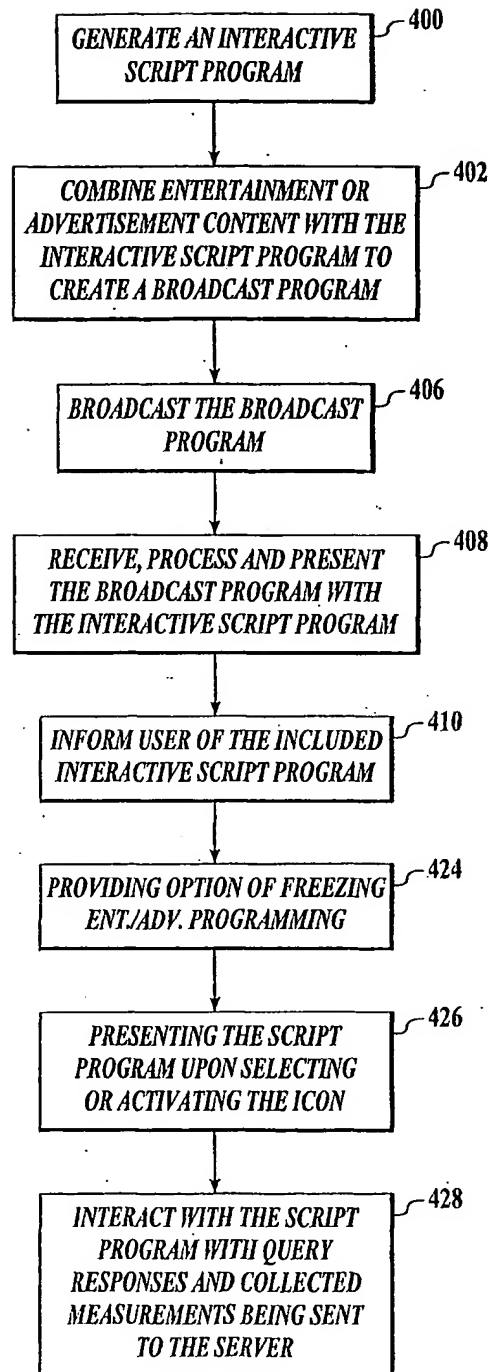 400
GENERATE AN INTERACTIVE
SCRIPT PROGRAM
402
COMBINE ENTERTAINMENT OR
ADVERTISEMENT CONTENT WITH THE
INTERACTIVE SCRIPT PROGRAM TO
CREATE A BROADCAST PROGRAM
406
BROADCAST THE BROADCAST
PROGRAM
408
RECEIVE, PROCESS AND PRESENT
THE BROADCAST PROGRAM WITH
THE INTERACTIVE SCRIPT PROGRAM
410
INFORM USER OF THE INCLUDED
INTERACTIVE SCRIPT PROGRAM
424
PROVIDING OPTION OF FREEZING
ENT./ADV. PROGRAMMING
426
PRESENTING THE SCRIPT
PROGRAM UPON SELECTING
OR ACTIVATING THE ICON
428
INTERACT WITH THE SCRIPT
PROGRAM WITH QUERY
RESPONSES AND COLLECTED
MEASUREMENTS BEING SENT
TO THE SERVER